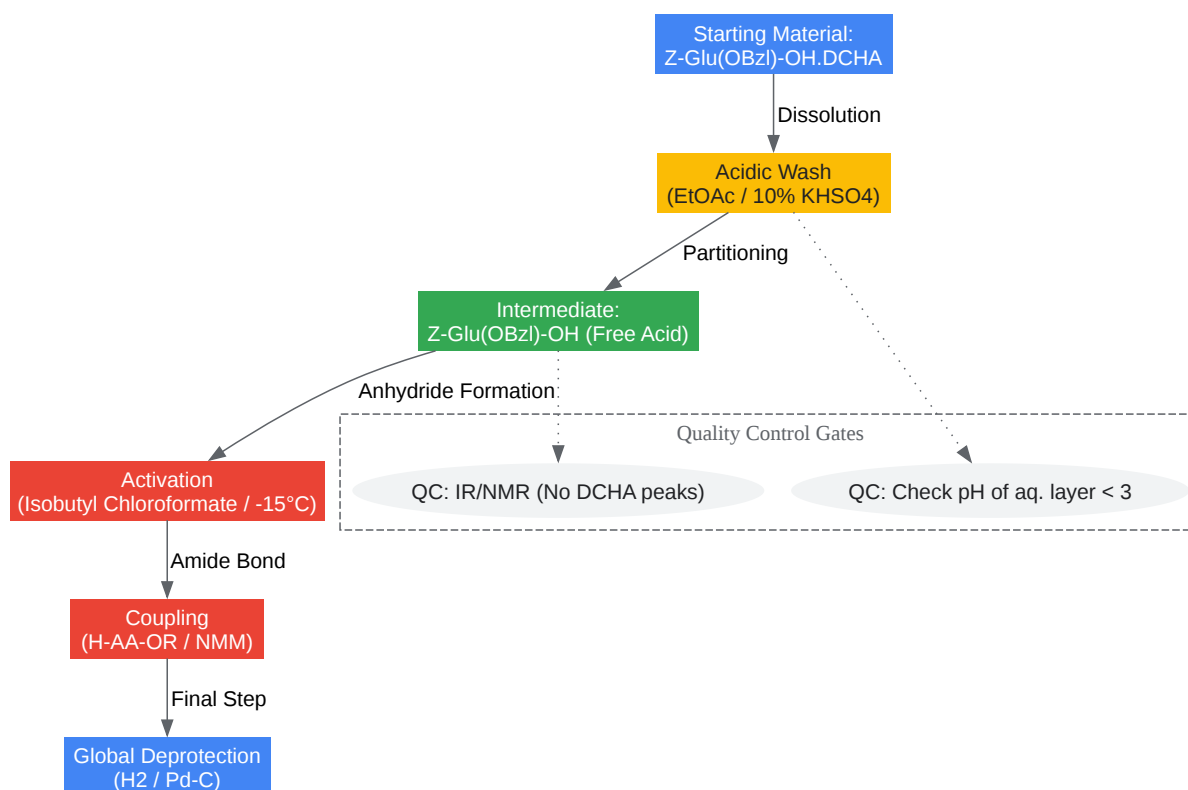 Starting Material:
Z-Glu(OBzl)-OH.DCHA
Dissolution
Acidic Wash
(EtOAc / 10% KHSO4)
Partitioning
Intermediate:
Z-Glu(OBzl)-OH (Free Acid)
Anhydride Formation
Quality Control Gates
QC: IR/NMR (No DCHA peaks)
QC: Check pH of aq. layer < 3
Activation
(Isobutyl Chloroformate / -15°C)
Amide Bond
Coupling
(H-AA-OR / NMM)
Final Step
Global Deprotection
(H2 / Pd-C)